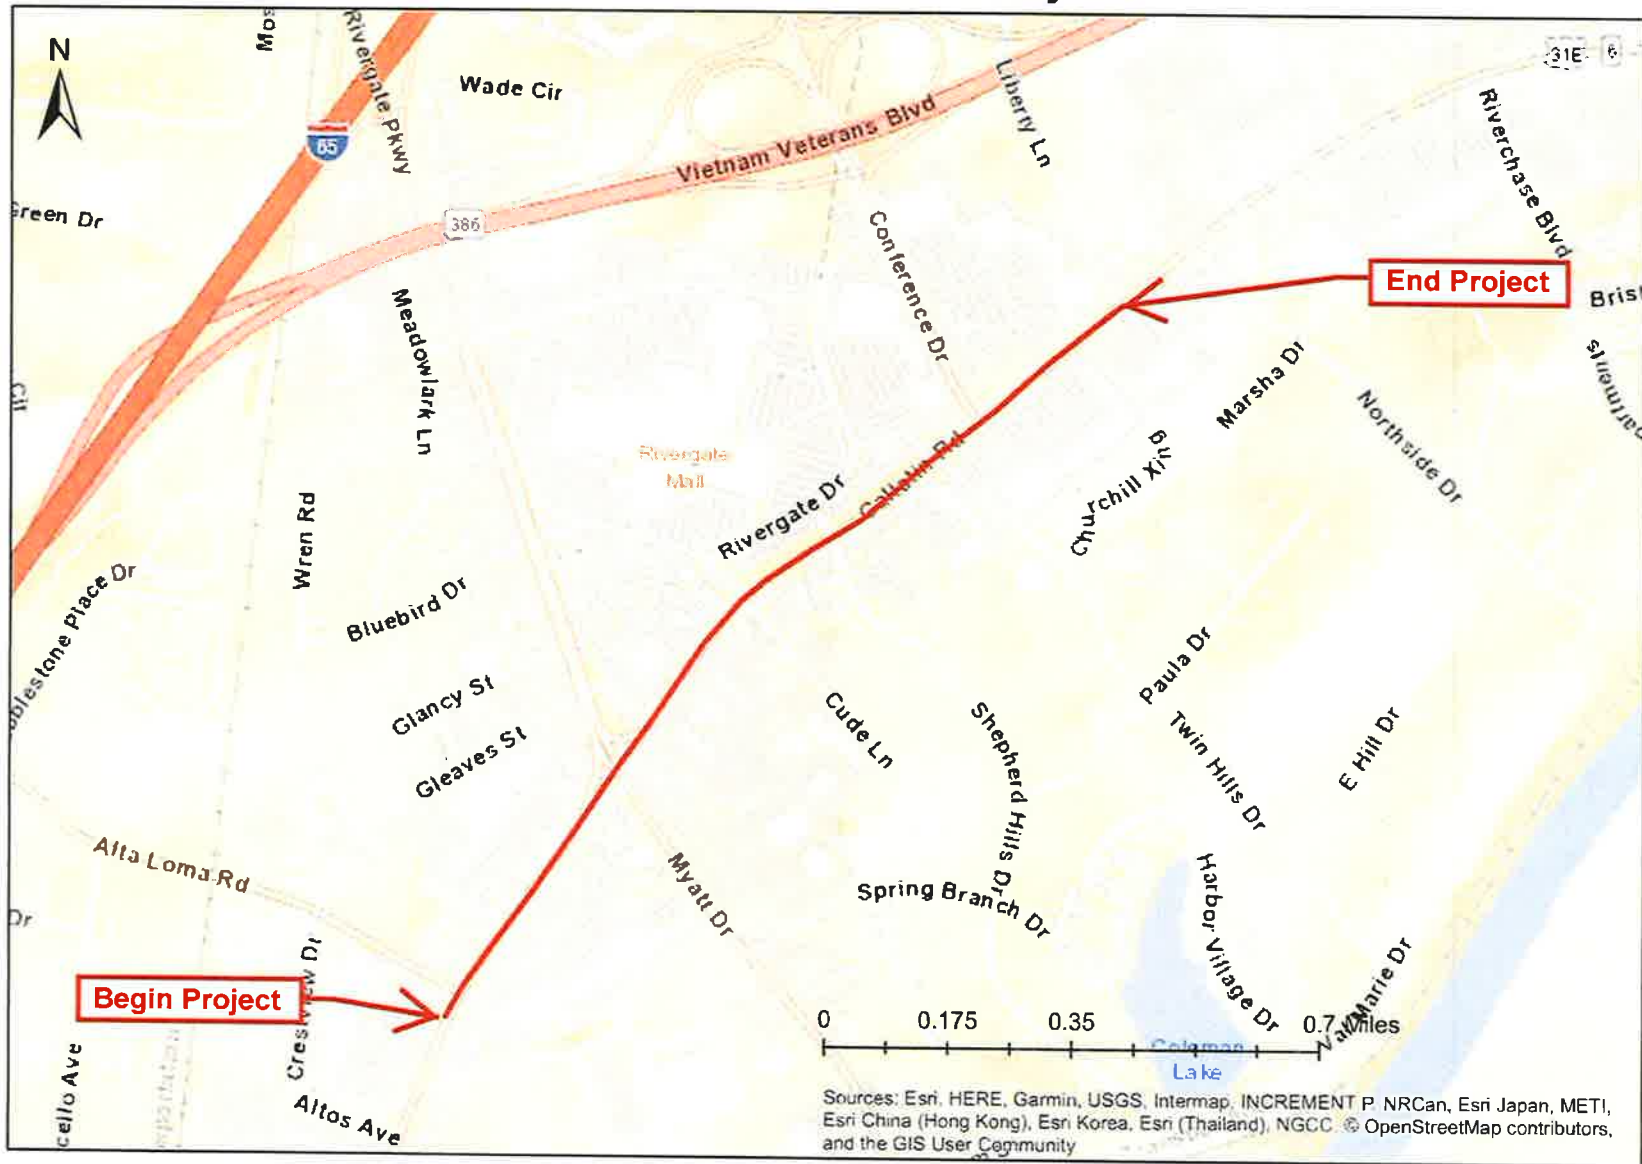 N
Rivergate Pkwy
Wade Cir
65
Vietnam Veterans Blvd
Liberty Ln
31E
6
Riverchase Blvd
Green Dr
386
Conference Dr
End Project
Meadowlark Ln
Marsha Dr
Northside Dr
Rivergate
Mall
Rivergate Dr
Gallatin Rd
Churchill Xing
Wren Rd
Bluebird Dr
Place Dr
Glancy St
Gleaves St
Cude Ln
Shepherd Hills Dr
Paula Dr
Twin Hills Dr
E Hill Dr
Alta Loma Rd
Myatt Dr
Spring Branch Dr
Harbor Village Dr
Dr
Crestview Dr
Begin Project
Marie Dr
0 0.175 0.35 0.7 Miles
Coleman
Lake
cello Ave
Altos Ave
Sources: Esri, HERE, Garmin, USGS, Intermap, INCREMENT P, NRCan, Esri Japan, METI,
Esri China (Hong Kong), Esri Korea, Esri (Thailand), NGCC, © OpenStreetMap contributors,
and the GIS User Community